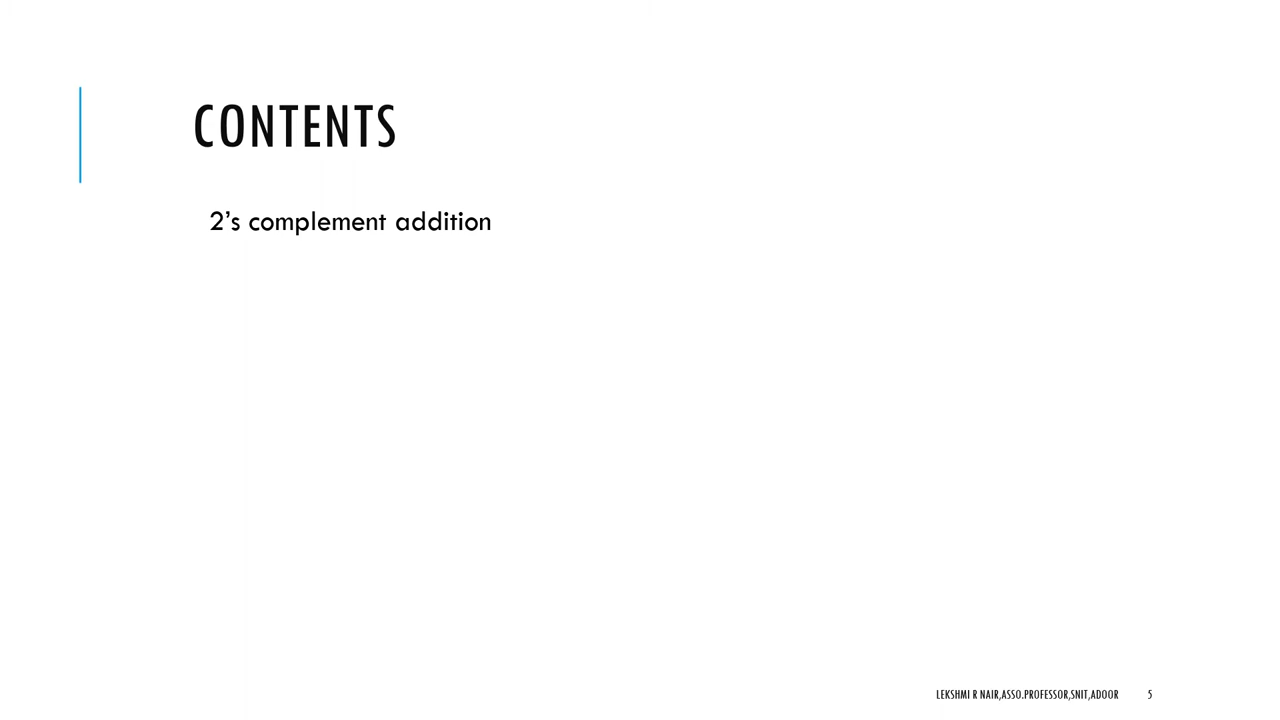 CONTENTS
2’s complement addition
LEKSHMI R NAIR,ASSO.PROFESSOR,SNIT,ADOOR 5